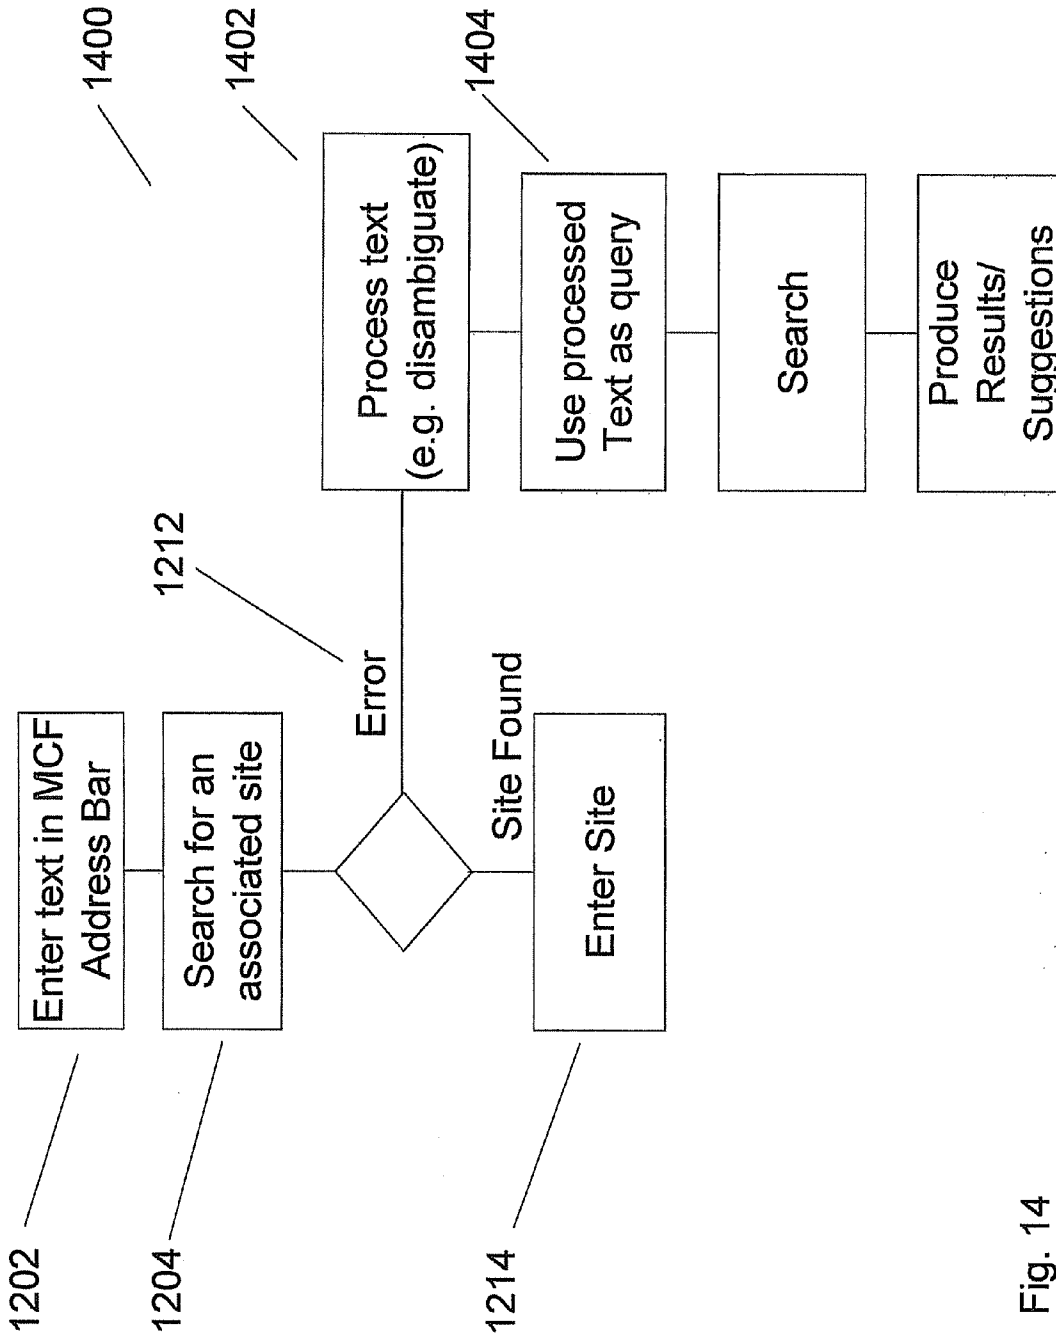 1400
1202
Enter text in MCF
Address Bar
1204
Search for an
associated site
1212
Error
1402
Process text
(e.g. disambiguate)
Site Found
1404
Use processed
Text as query
1214
Enter Site
Search
Produce
Results/
Suggestions
Fig. 14